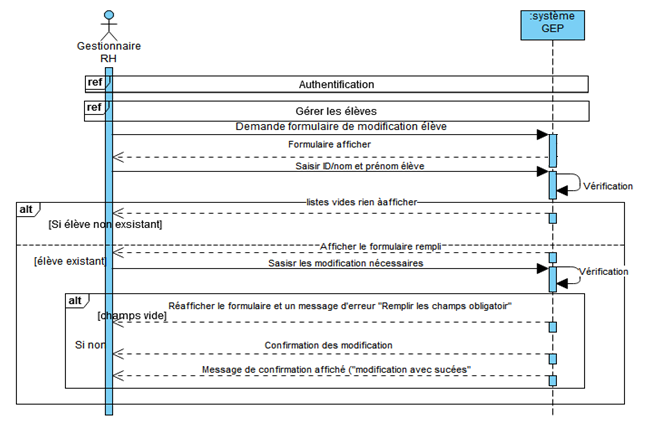 :système
GEP
Gestionnaire
RH
ref
Authentification
ref
Gérer les élèves
Demande formulaire de modification élève
Formulaire afficher
Saisir ID/nom et prénom élève
Vérification
alt
listes vides rien àafficher
[Si élève non exsistant]
Afficher le formulaire rempli
[élève existant]
Sasisr les modification nécessaires
Vérification
alt
Réafficher le formulaire et un message d'erreur "Remplir les champs obligatoir"
[champs vide]
Si non
Confirmation des modification
Message de confirmation affiché ("modification avec sucées"